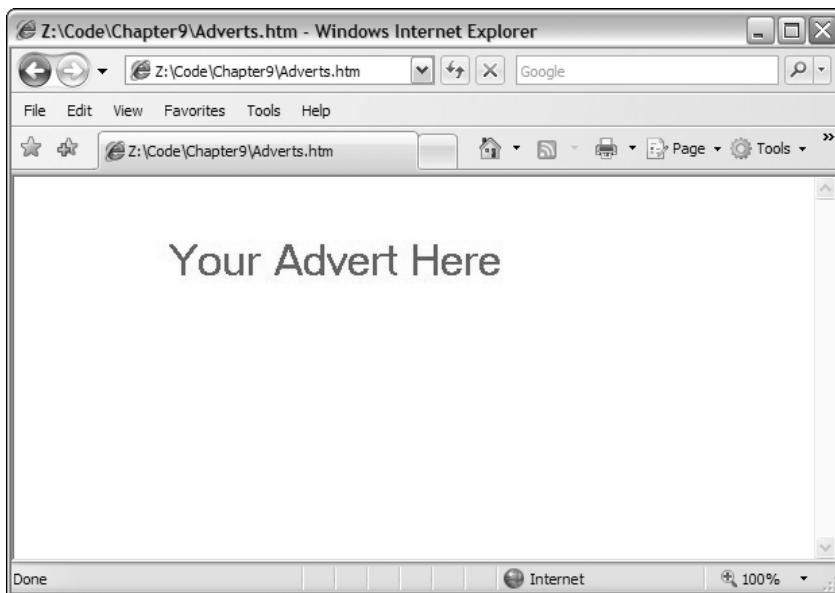 Z:\Code\Chapter9\Adverts.htm - Windows Internet Explorer
Z:\Code\Chapter9\Adverts.htm Google
File Edit View Favorites Tools Help
Z:\Code\Chapter9\Adverts.htm Page Tools »
Your Advert Here
Done Internet 100%